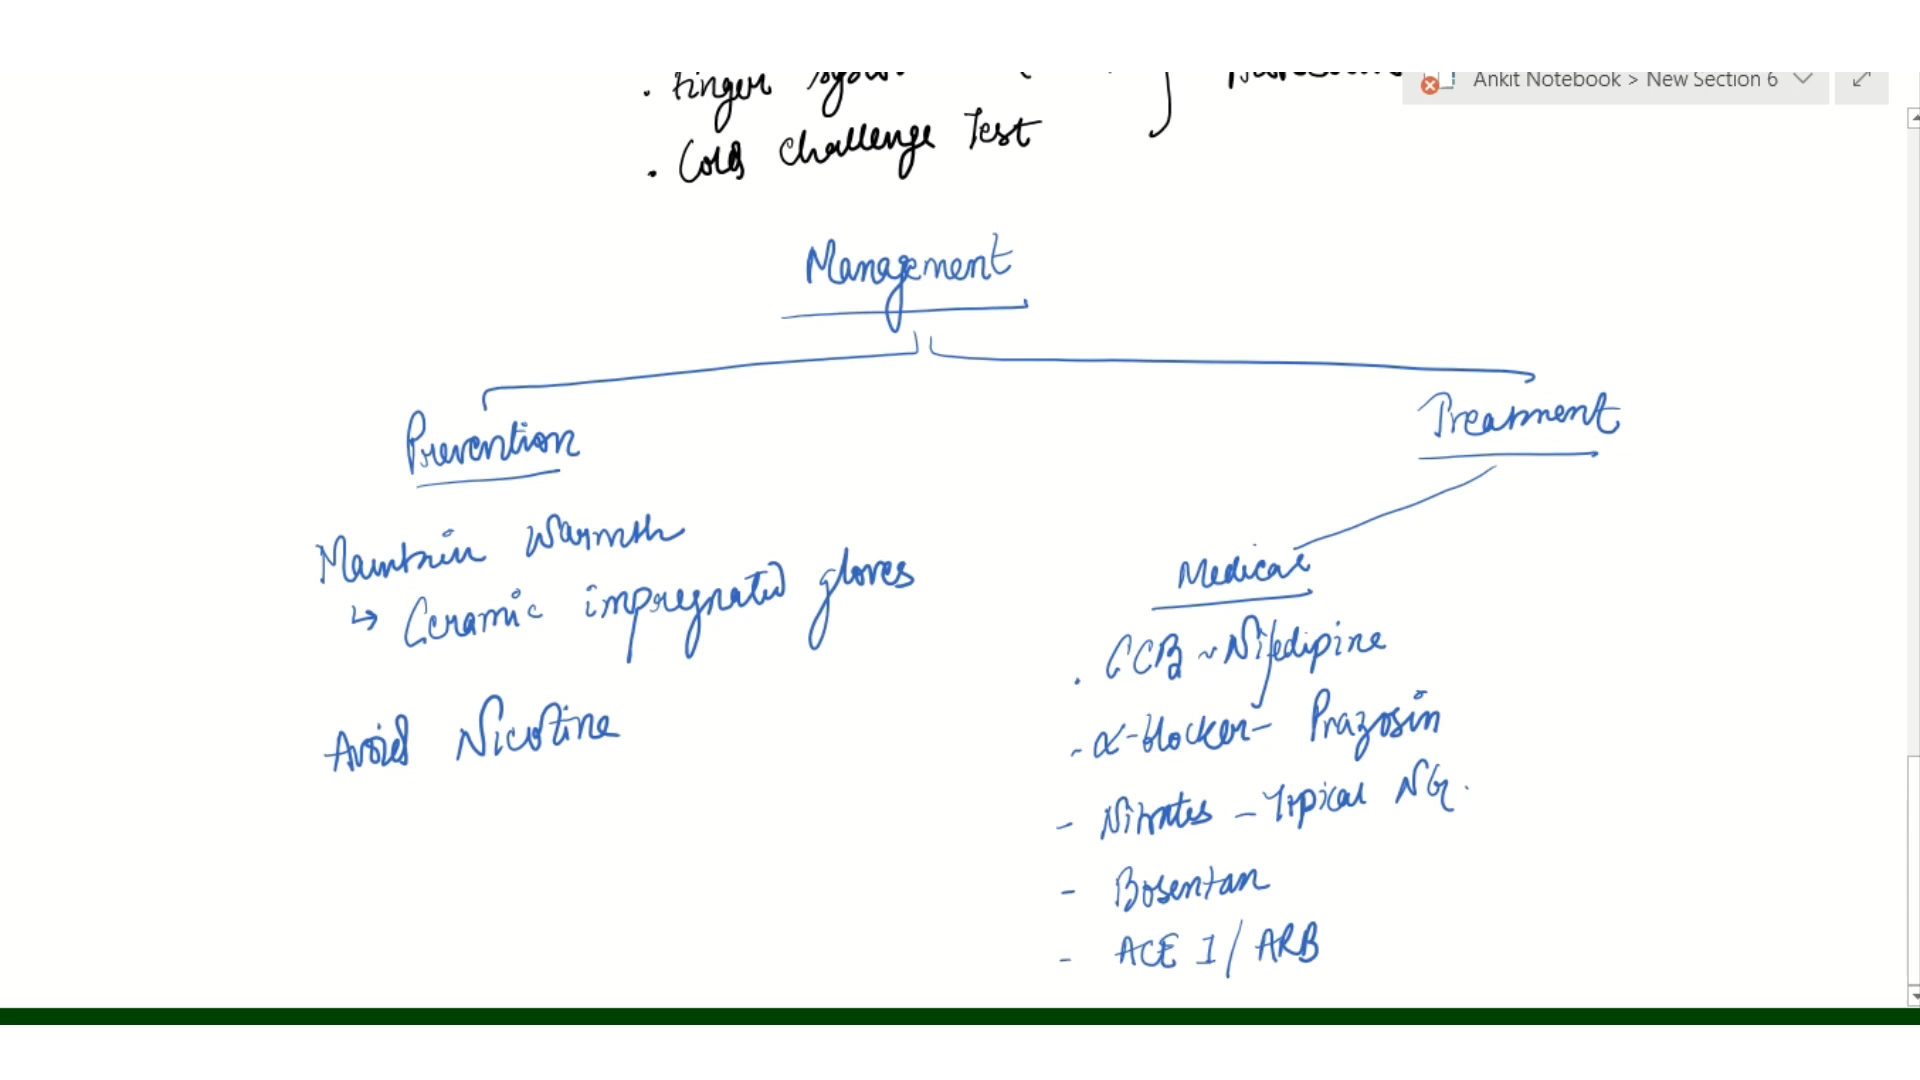 Ankit Notebook > New Section 6
. Finger
. Cold Challenge Test
Management
Prevention
Treatment
Maintain Warmth
↳ Ceramic impregnated gloves
Avoid Nicotine
Medical
. CCB ~ Nifedipine
- α-blocker - Prazosin
- Nitrates - Topical NG.
- Bosentan
- ACE I / ARB